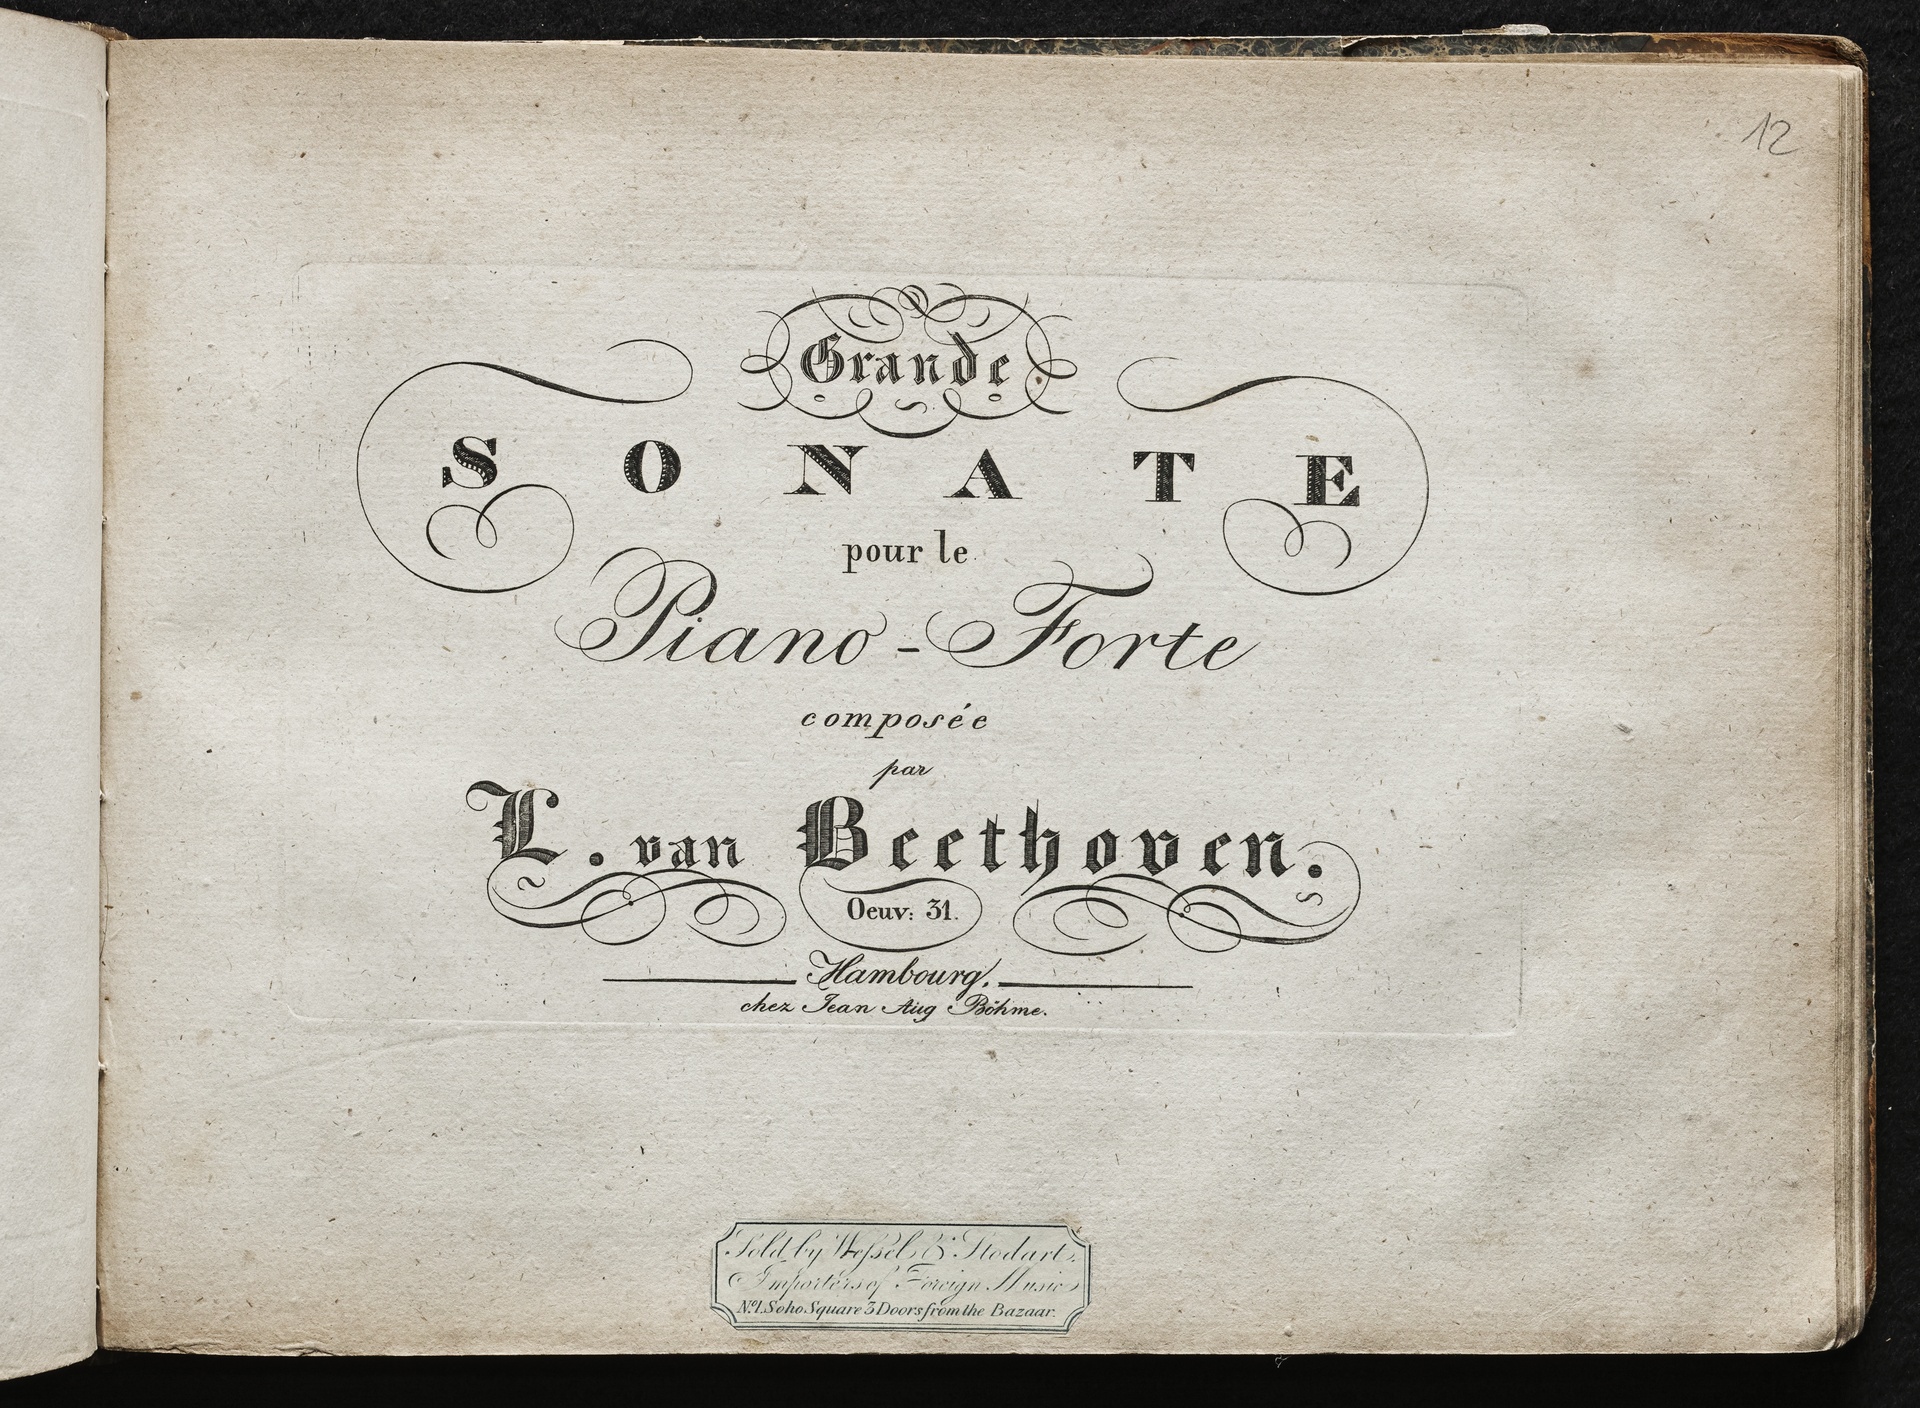 12
Grande
SONATE
pour le
Piano-Forte
composée
par
L. van Beethoven.
Oeuv: 31.
Hambourg,
chez Jean Aug Böhme.
Sold by Wessel & Stodart,
Importers of Foreign Music
No. 1. Soho Square 3 Doors from the Bazaar.